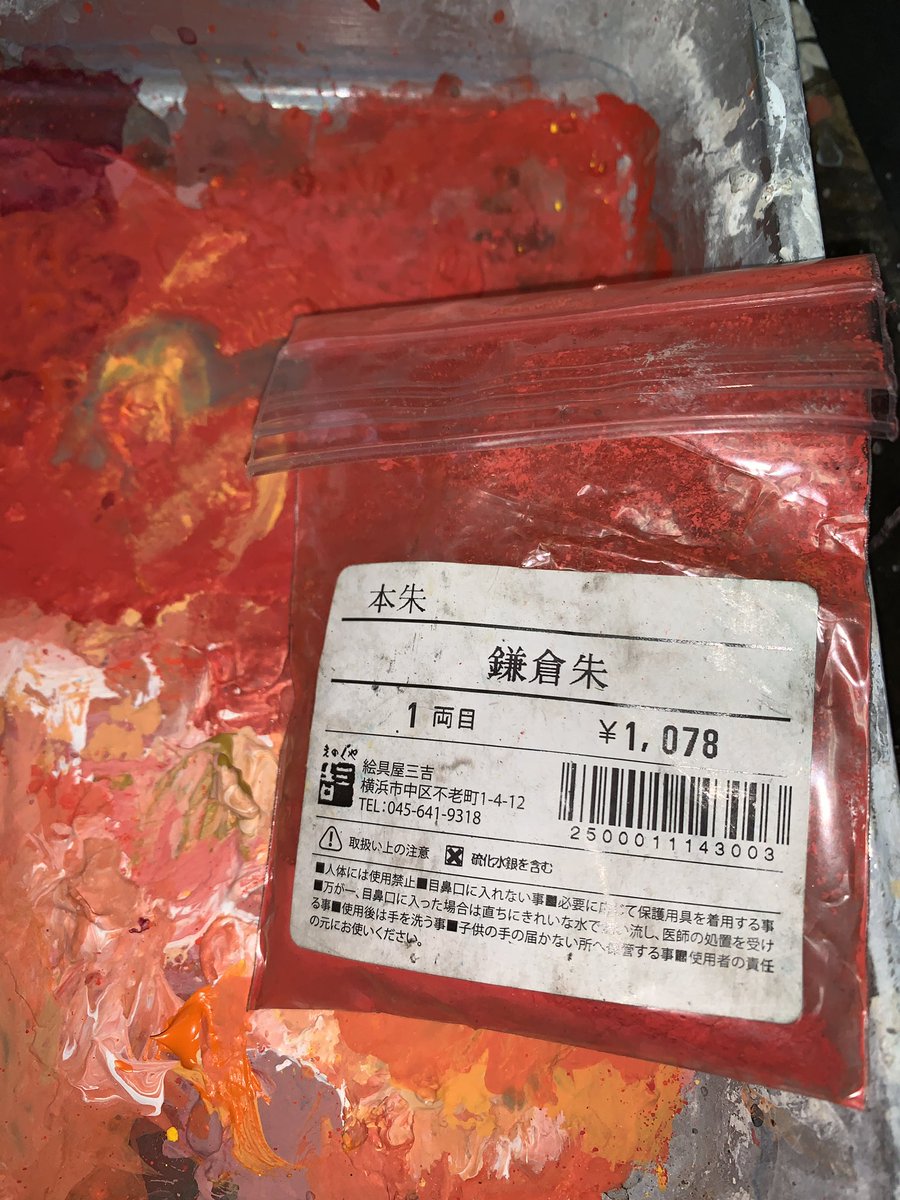 本朱
鎌倉朱
1 両目 ¥1,078
えのぐや
絵具屋三吉
横浜市中区不老町1-4-12
TEL:045-641-9318
2500011143003
取扱い上の注意 硫化水銀を含む
■人体には使用禁止■目鼻口に入れない事■必要に応じて保護用具を着用する事
■万が一、目鼻口に入った場合は直ちにきれいな水で洗い流し、医師の処置を受け
る事■使用後は手を洗う事■子供の手の届かない所へ保管する事■使用者の責任
の元にお使いください。